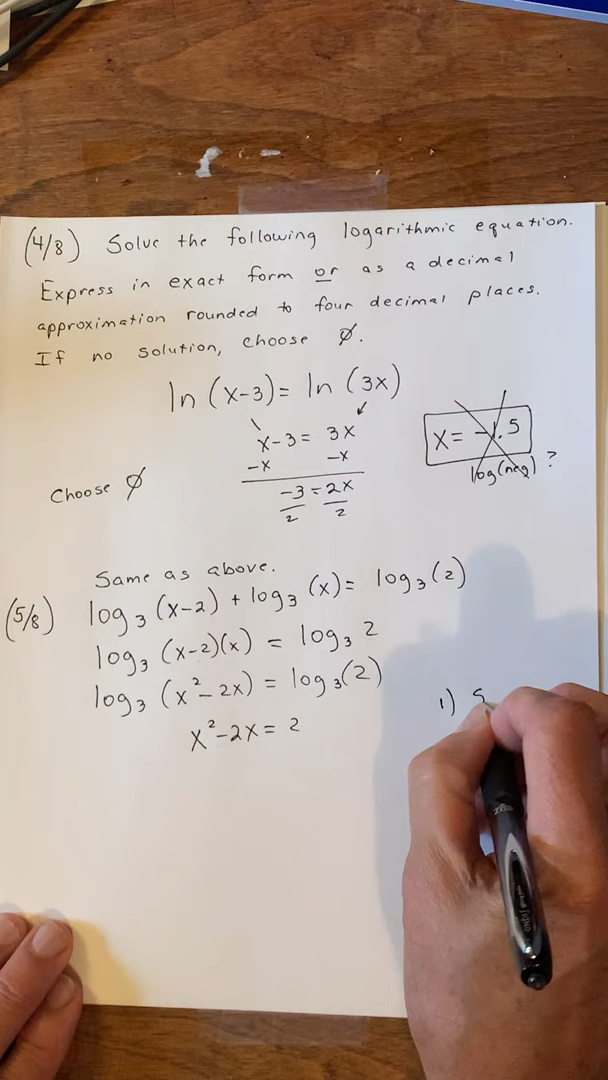 (4/8) Solve the following logarithmic equation.
Express in exact form or as a decimal
approximation rounded to four decimal places.
If no solution, choose ∅.
ln (x-3) = ln (3x)
x-3 = 3x
-x -x
-3 = 2x
2 2
x = -1.5
log(neg) ?
Choose ∅
Same as above.
(5/8) log₃ (x-2) + log₃ (x) = log₃ (2)
log₃ (x-2)(x) = log₃ 2
log₃ (x²-2x) = log₃(2)
x²-2x = 2
1) S